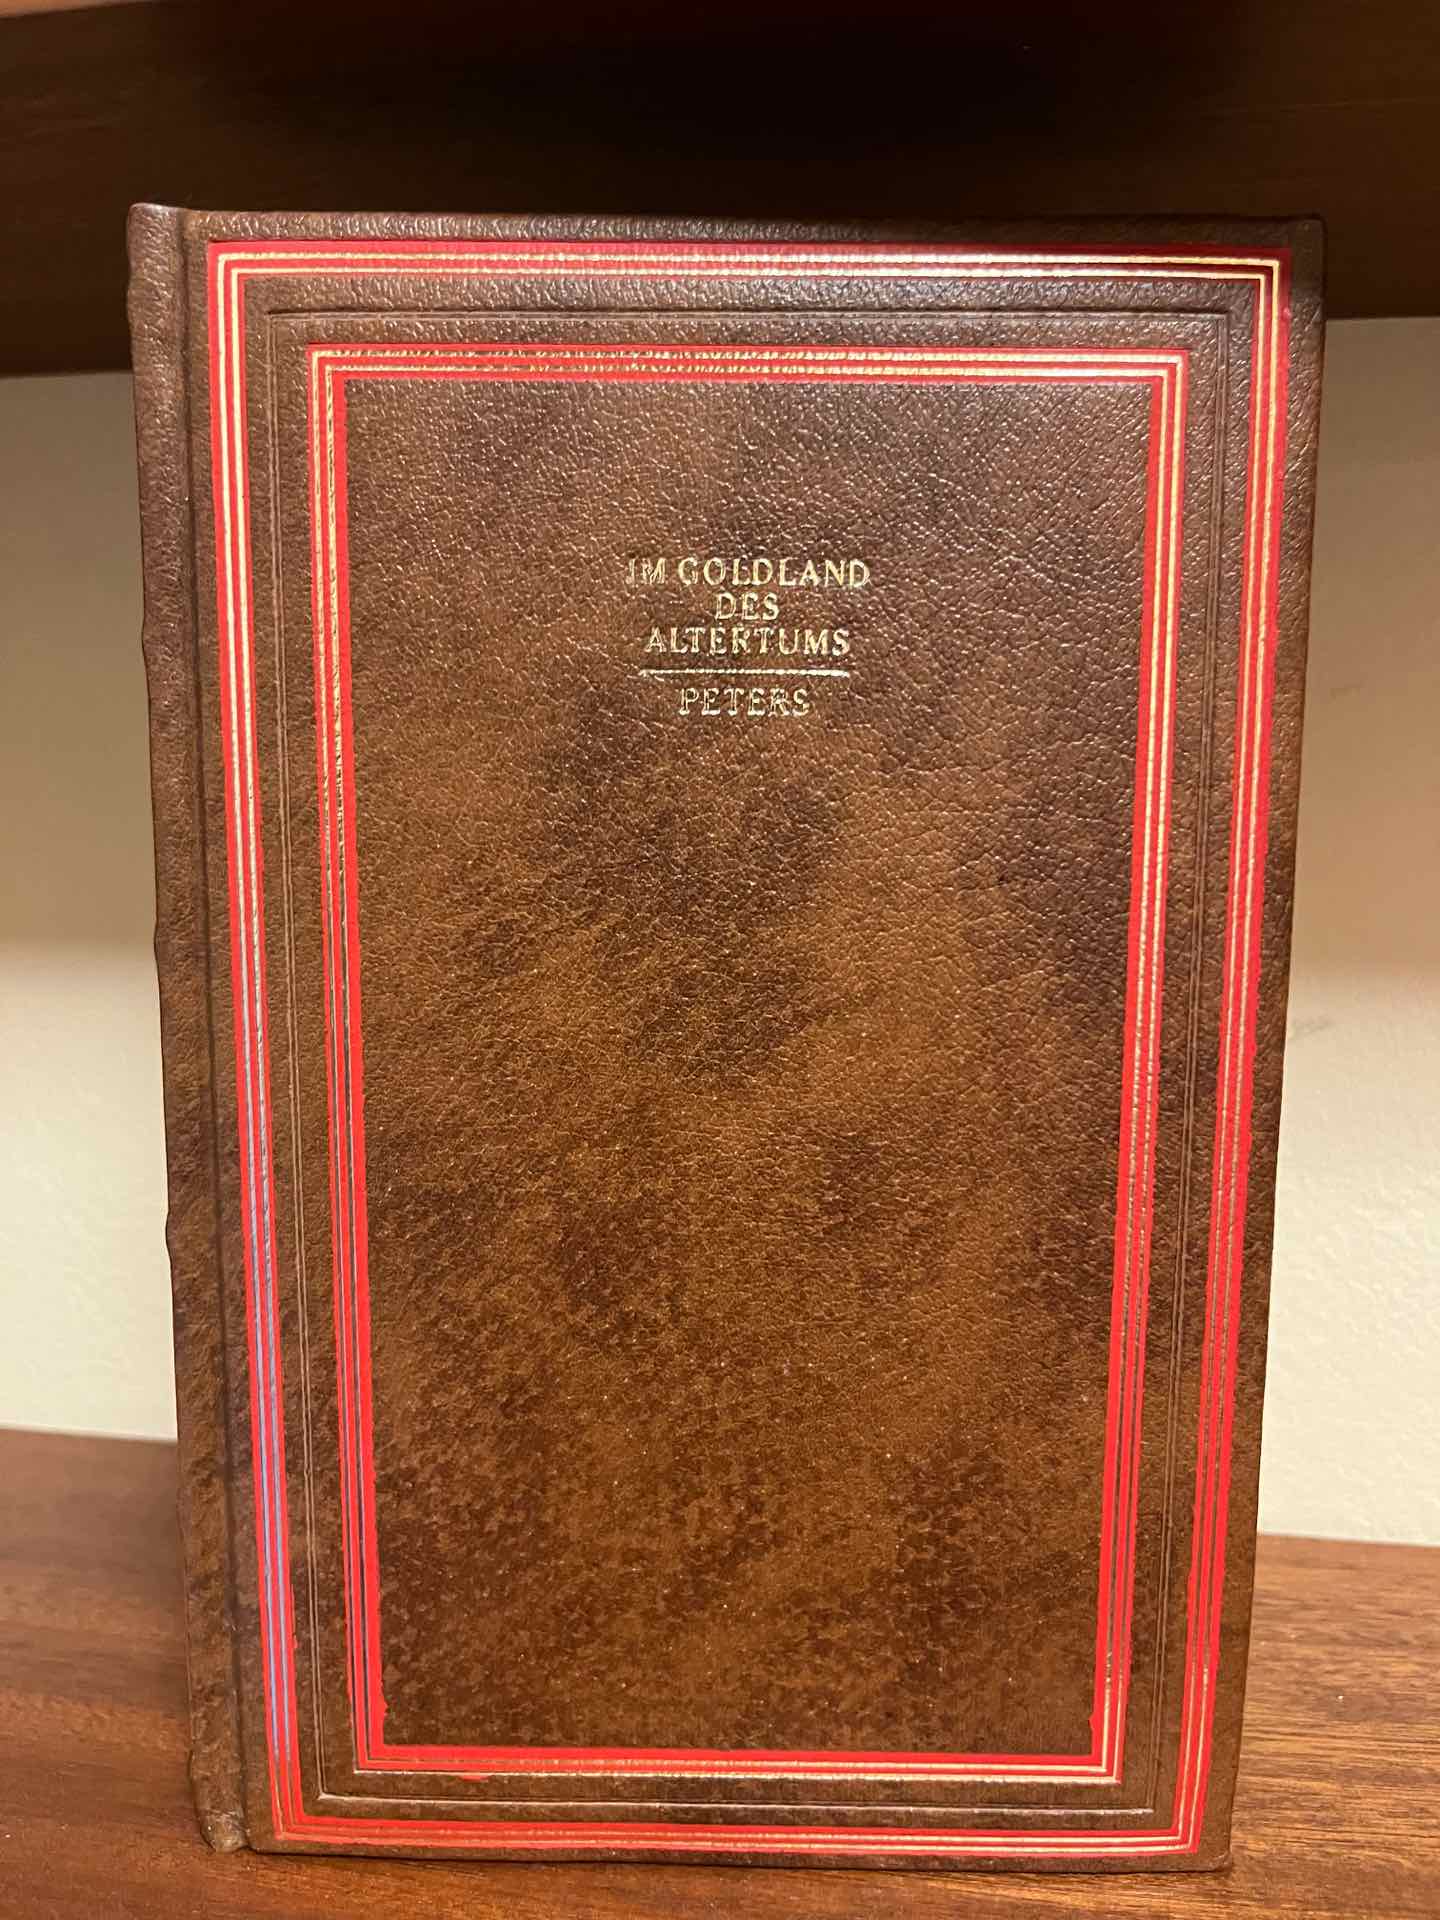 IM GOLDLAND
DES
ALTERTUMS
PETERS